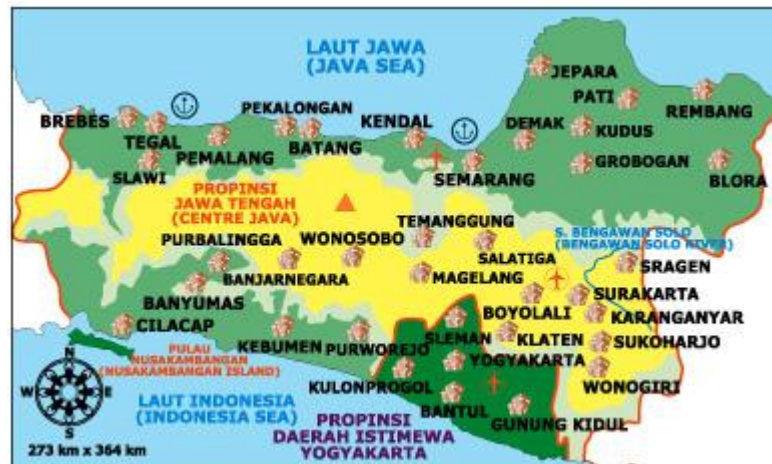 LAUT JAWA
(JAVA SEA)
JEPARA
PATI
REMBANG
BREBES
TEGAL
PEMALANG
SLAWI
PEKALONGAN
BATANG
KENDAL
SEMARANG
DEMAK
KUDUS
GROBOGAN
BLORA
PROPINSI
JAWA TENGAH
(CENTRE JAVA)
PURBALINGGA
WONOSOBO
TEMANGGUNG
SALATIGA
S. BENGAWAN SOLO
(BENGAWAN SOLO RIVER)
SRAGEN
BANJARNEGARA
MAGELANG
BANYUMAS
BOYOLALI
SURAKARTA
KARANGANYAR
CILACAP
KEBUMEN
PURWOREJO
SLEMAN
KLATEN
SUKOHARJO
PULAU
NUSAKAMBANGAN
(NUSAKAMBANGAN ISLAND)
YOGYAKARTA
KULONPROGOL
WONOGIRI
BANTUL
GUNUNG KIDUL
N
W
E
S
LAUT INDONESIA
(INDONESIA SEA)
PROPINSI
DAERAH ISTIMEWA
YOGYAKARTA
273 km x 364 km